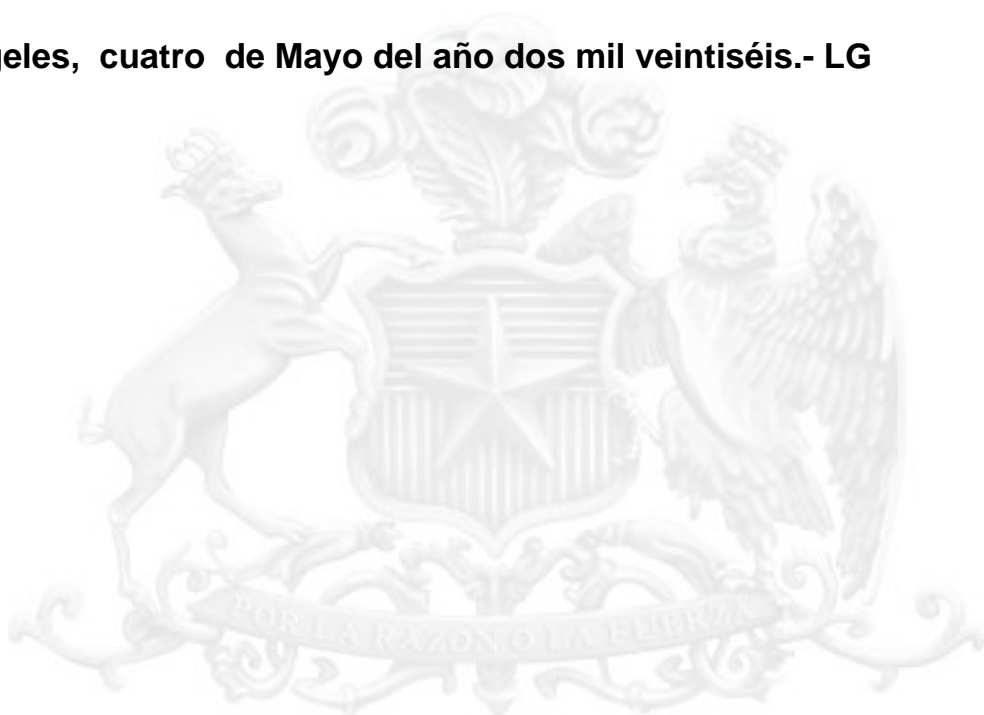 geles, cuatro de Mayo del año dos mil veintiséis.- LG
POR LA RAZON O LA FUERZA